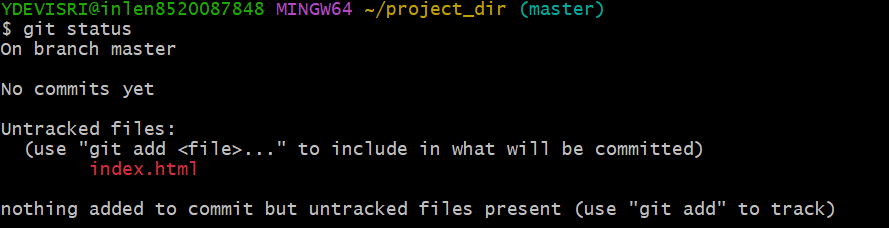 YDEVISRI@inlen8520087848 MINGW64 ~/project_dir (master)
$ git status
On branch master
No commits yet
Untracked files:
(use "git add <file>..." to include in what will be committed)
index.html
nothing added to commit but untracked files present (use "git add" to track)